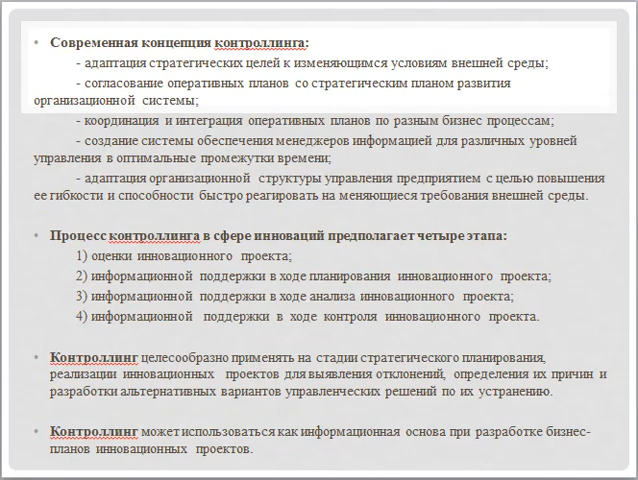 • Современная концепция контроллинга:
- адаптация стратегических целей к изменяющимся условиям внешней среды;
- согласование оперативных планов со стратегическим планом развития
организационной системы;
- координация и интеграция оперативных планов по разным бизнес процессам;
- создание системы обеспечения менеджеров информацией для различных уровней
управления в оптимальные промежутки времени;
- адаптация организационной структуры управления предприятием с целью повышения
ее гибкости и способности быстро реагировать на меняющиеся требования внешней среды.
• Процесс контроллинга в сфере инноваций предполагает четыре этапа:
1) оценки инновационного проекта;
2) информационной поддержки в ходе планирования инновационного проекта;
3) информационной поддержки в ходе анализа инновационного проекта;
4) информационной поддержки в ходе контроля инновационного проекта.
• Контроллинг целесообразно применять на стадии стратегического планирования,
реализации инновационных проектов для выявления отклонений, определения их причин и
разработки альтернативных вариантов управленческих решений по их устранению.
• Контроллинг может использоваться как информационная основа при разработке бизнес-
планов инновационных проектов.